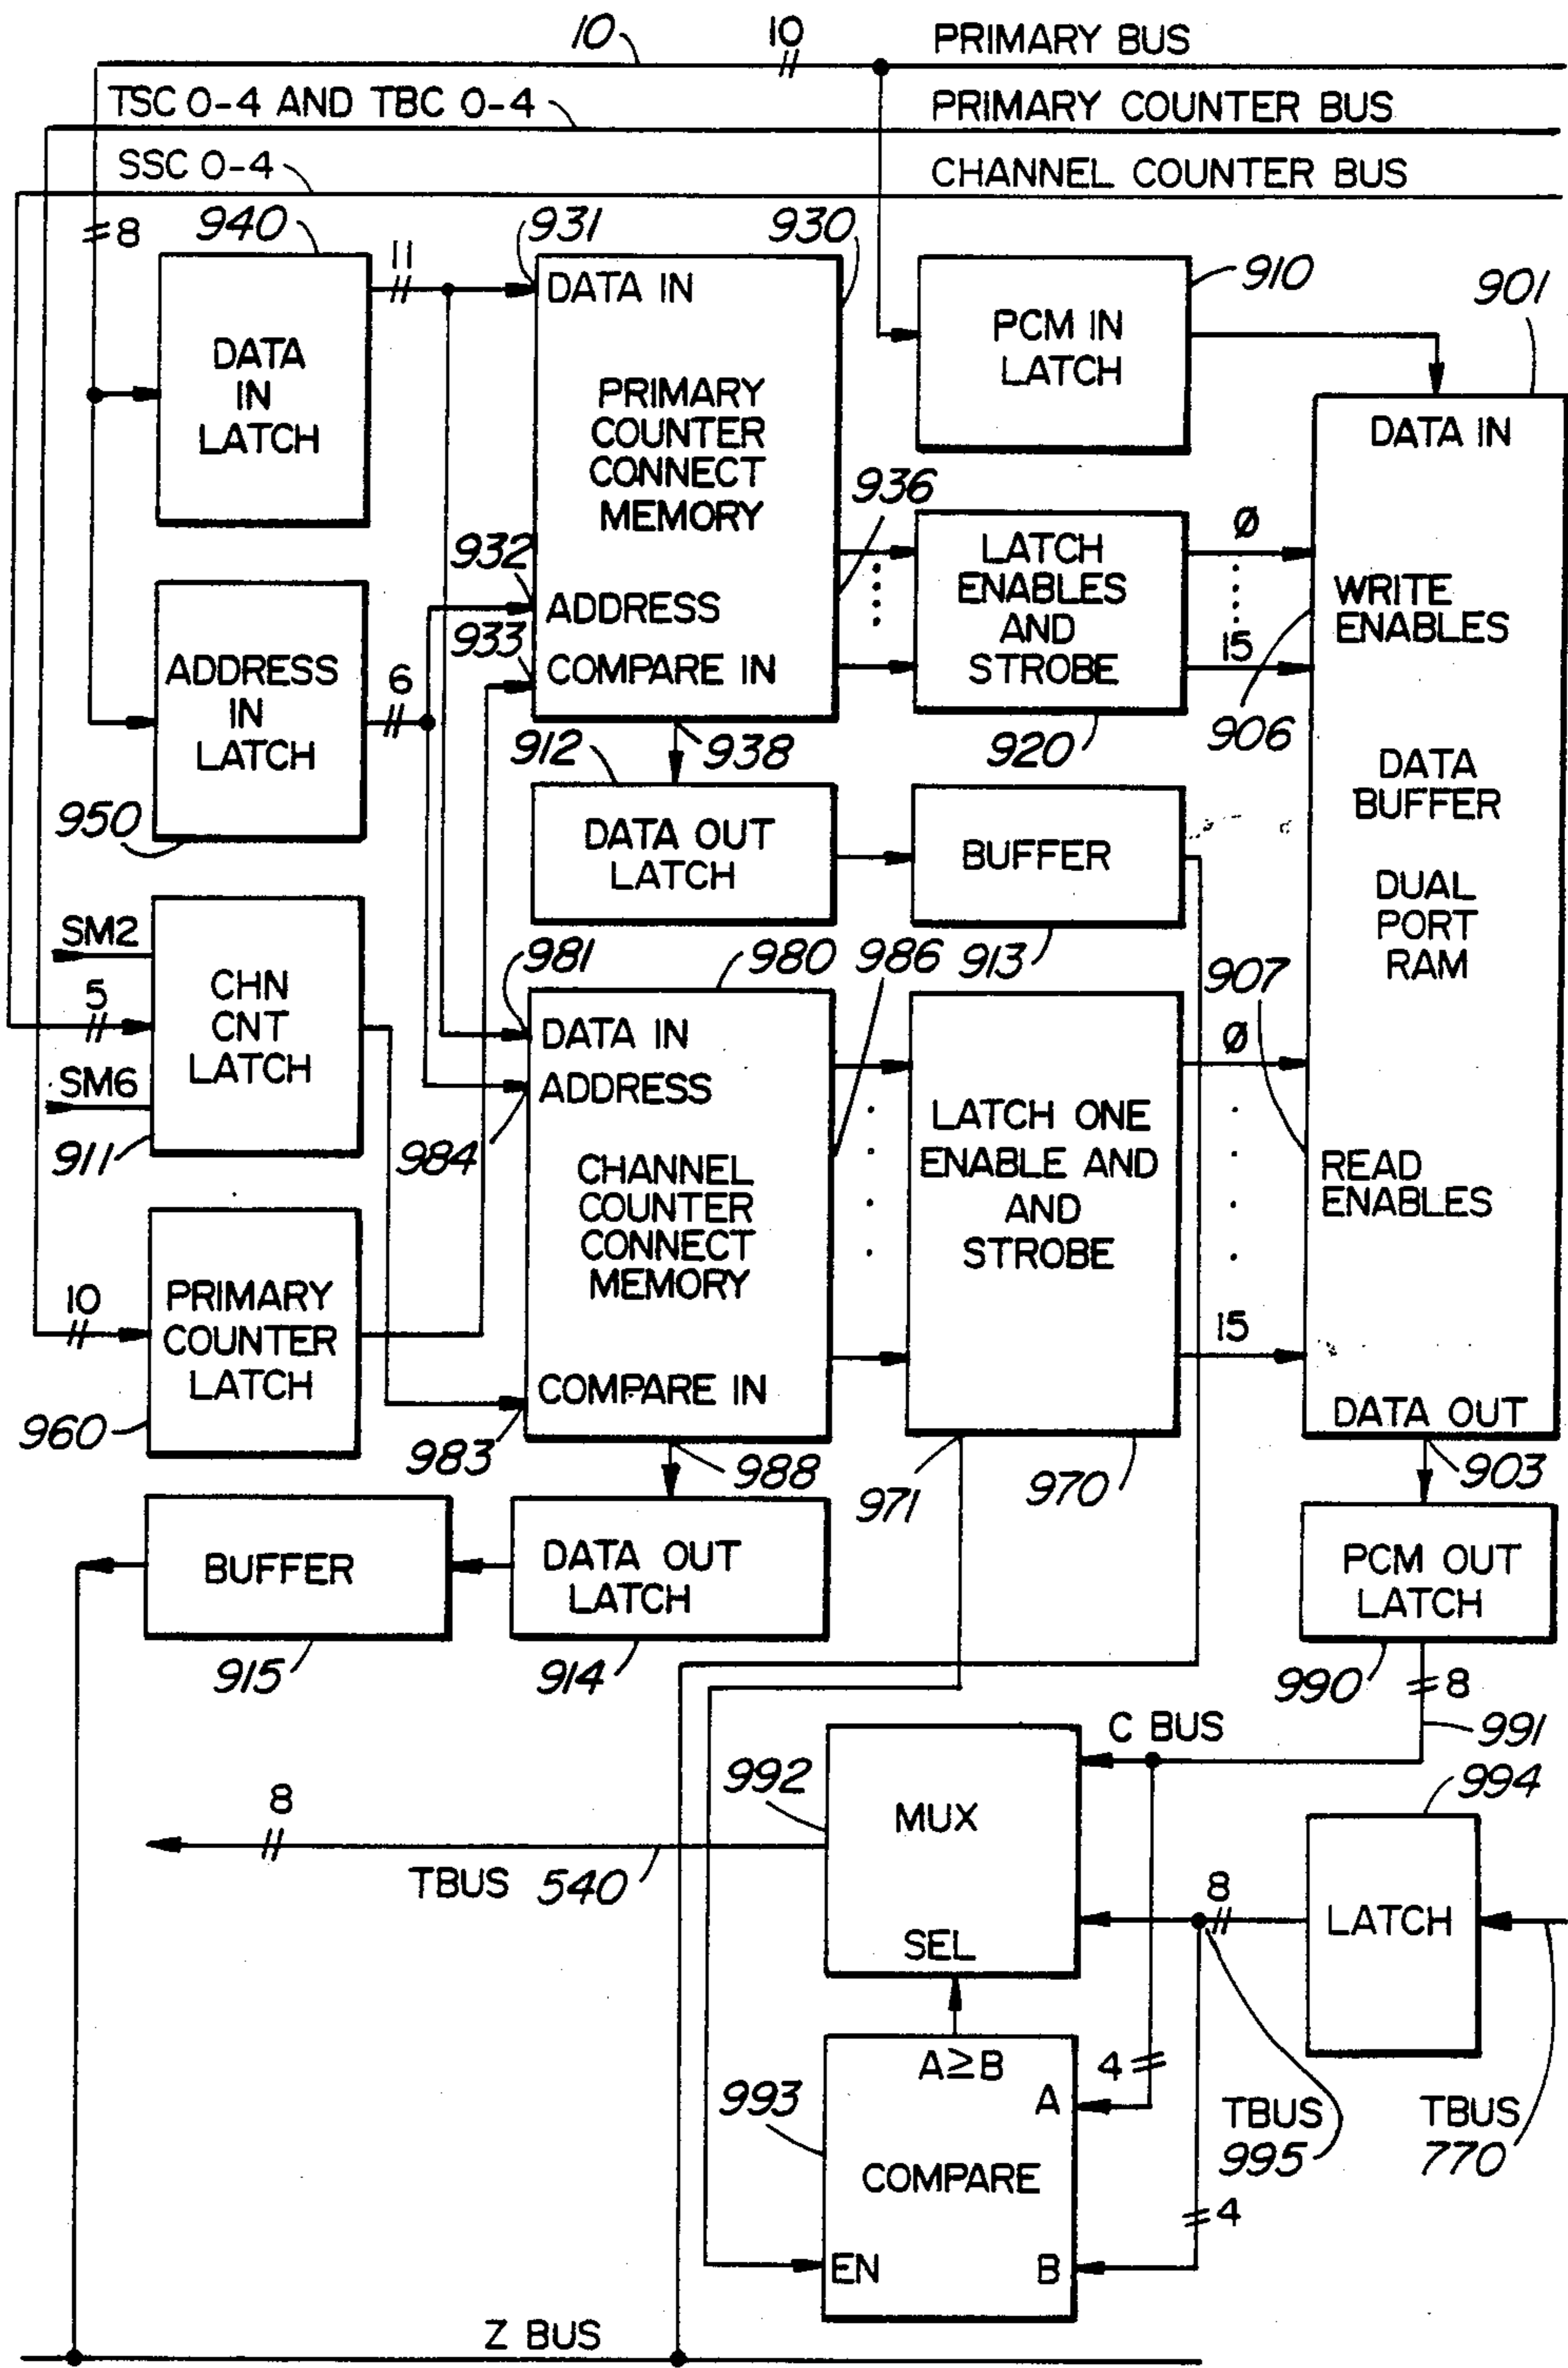 10
10
PRIMARY BUS
TSC 0-4 AND TBC 0-4
PRIMARY COUNTER BUS
SSC 0-4
CHANNEL COUNTER BUS
8
940
11
931
930
910
901
DATA
IN
LATCH
DATA IN
PRIMARY
COUNTER
CONNECT
MEMORY
ADDRESS
COMPARE IN
932
933
936
938
PCM IN
LATCH
LATCH
ENABLES
AND
STROBE
920
Ø
15
906
DATA IN
WRITE
ENABLES
DATA
BUFFER
DUAL
PORT
RAM
READ
ENABLES
DATA OUT
ADDRESS
IN
LATCH
6
950
912
DATA OUT
LATCH
BUFFER
913
SM2
5
SM6
CHN
CNT
LATCH
911
981
980
986
907
DATA IN
ADDRESS
CHANNEL
COUNTER
CONNECT
MEMORY
COMPARE IN
984
983
988
LATCH ONE
ENABLE AND
AND
STROBE
971
970
Ø
15
903
10
PRIMARY
COUNTER
LATCH
960
BUFFER
915
DATA OUT
LATCH
914
PCM OUT
LATCH
990
8
991
C BUS
992
MUX
SEL
994
8
TBUS 540
8
LATCH
A≥B
A
993
COMPARE
EN
B
4
4
TBUS
995
TBUS
770
Z BUS